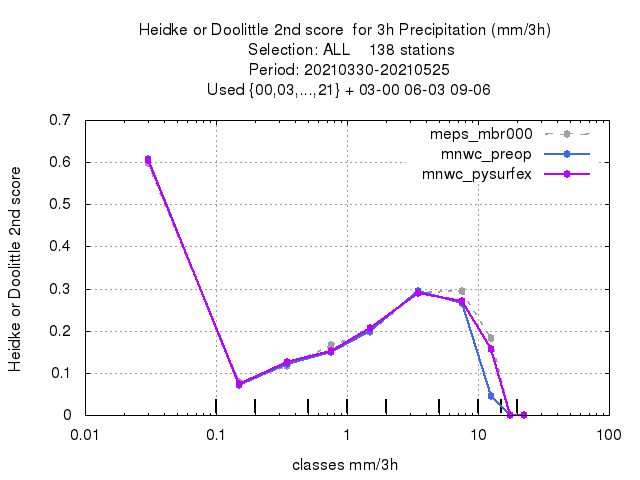 Heidke or Doolittle 2nd score  for 3h Precipitation (mm/3h)
Selection: ALL    138 stations
Period: 20210330-20210525
Used {00,03,...,21} + 03-00 06-03 09-06
meps_mbr000
mnwc_preop
mnwc_pysurfex
Heidke or Doolittle 2nd score
0.7
0.6
0.5
0.4
0.3
0.2
0.1
0
0.01 0.1 1 10 100
classes mm/3h